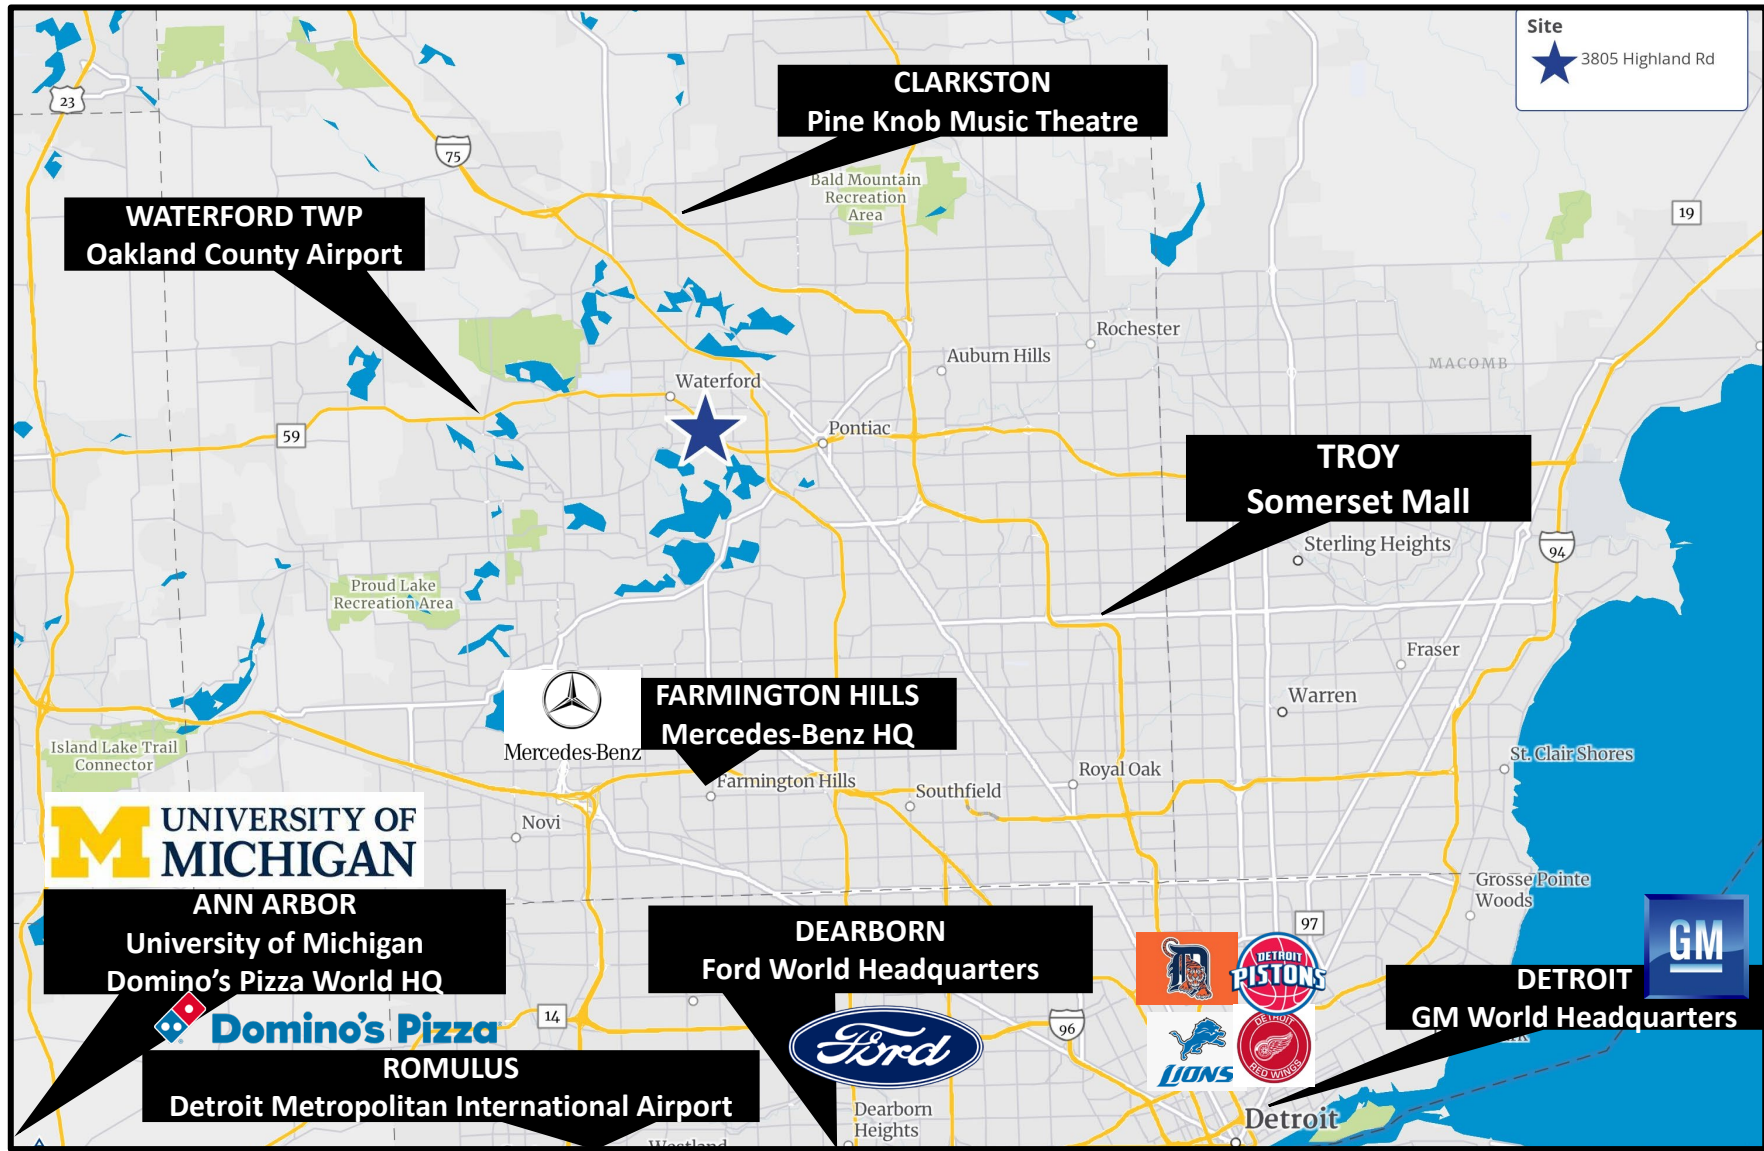 Site
3805 Highland Rd
CLARKSTON
Pine Knob Music Theatre
23
75
Bald Mountain
Recreation
Area
19
WATERFORD TWP
Oakland County Airport
Rochester
Auburn Hills
MACOMB
Waterford
59
Pontiac
TROY
Somerset Mall
Sterling Heights
94
Proud Lake
Recreation Area
Fraser
Warren
Mercedes-Benz
FARMINGTON HILLS
Mercedes-Benz HQ
Island Lake Trail
Connector
St. Clair Shores
Royal Oak
Farmington Hills
Southfield
Novi
M UNIVERSITY OF
MICHIGAN
Grosse Pointe
Woods
ANN ARBOR
University of Michigan
Domino's Pizza World HQ
DEARBORN
Ford World Headquarters
97
D
DETROIT
PISTONS
GM
DETROIT
GM World Headquarters
Domino's Pizza
14
Ford
96
LIONS
DETROIT
RED WINGS
ROMULUS
Detroit Metropolitan International Airport
Dearborn
Heights
Detroit
Westland